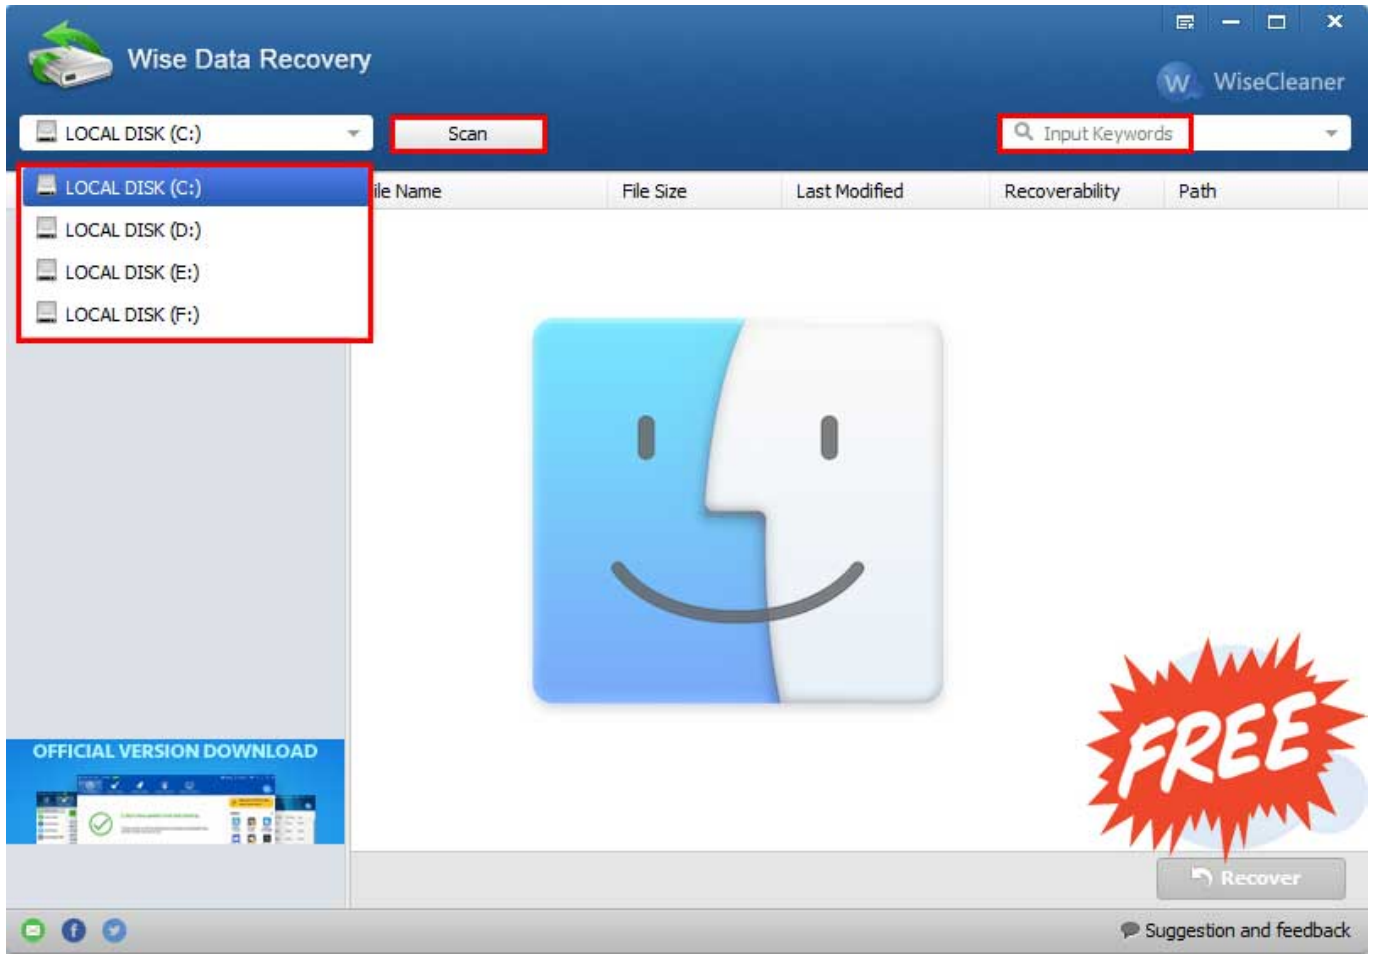 Wise Data Recovery
W WiseCleaner
LOCAL DISK (C:)
Scan
Input Keywords
LOCAL DISK (C:)
LOCAL DISK (D:)
LOCAL DISK (E:)
LOCAL DISK (F:)
ile Name File Size Last Modified Recoverability Path
FREE
OFFICIAL VERSION DOWNLOAD
Recover
f
Suggestion and feedback